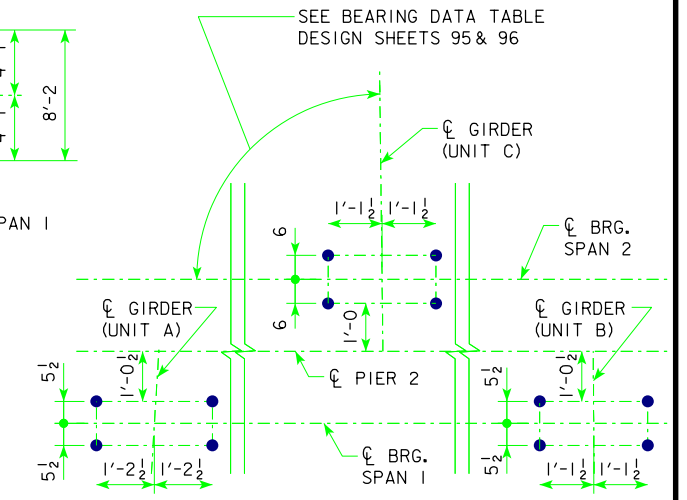 SEE BEARING DATA TABLE
DESIGN SHEETS 95 & 96
8'-2
℄ GIRDER
(UNIT C)
PAN 1
1'-1½ 1'-1½
6
6
1'-0
℄ BRG.
SPAN 2
℄ GIRDER
(UNIT A)
℄ GIRDER
(UNIT B)
5½
1'-0½
℄ PIER 2
5½
1'-0½
5½
1'-2½ 1'-2½
℄ BRG.
SPAN 1
5½
1'-1½ 1'-1½